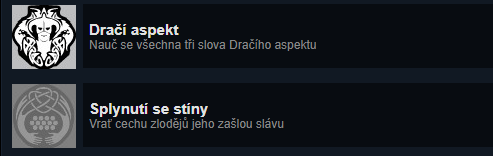 Dračí aspekt
Nauč se všechna tři slova Dračího aspektu
Splynutí se stíny
Vrať cechu zlodějů jeho zašlou slávu